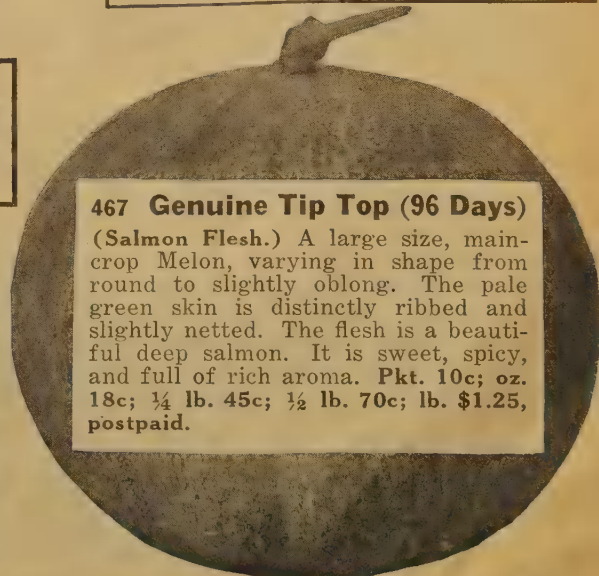 467 Genuine Tip Top (96 Days)
(Salmon Flesh.) A large size, main-
crop Melon, varying in shape from
round to slightly oblong. The pale
green skin is distinctly ribbed and
slightly netted. The flesh is a beauti-
ful deep salmon. It is sweet, spicy,
and full of rich aroma. Pkt. 10c; oz.
18c; ¼ lb. 45c; ½ lb. 70c; lb. $1.25,
postpaid.